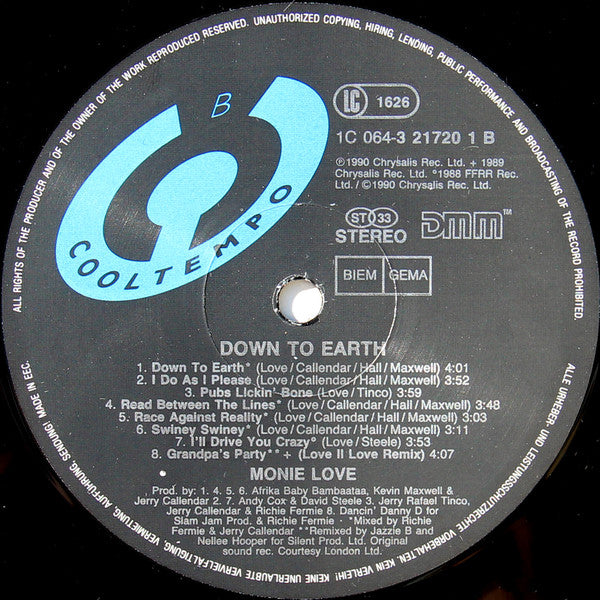 ALL RIGHTS OF THE PRODUCER AND OF THE OWNER OF THE WORK REPRODUCED RESERVED. UNAUTHORIZED COPYING, HIRING, LENDING, PUBLIC PERFORMANCE AND BROADCASTING OF THE RECORD PROHIBITED.
B
COOLTEMPO
LC 1626
1C 064-3 21720 1 B
℗1990 Chrysalis Rec. Ltd. + 1989
Chrysalis Rec. Ltd. °1988 FFRR Rec.
Ltd./©1990 Chrysalis Rec. Ltd.
ST 33
STEREO
DMM™
BIEM GEMA
DOWN TO EARTH
1. Down To Earth* (Love/Callendar/Hall/Maxwell) 4:01
2. I Do As I Please (Love/Callendar/Hall/Maxwell) 3:52
3. Pubs Lickin' Bone (Love/Tinco) 3:59
4. Read Between The Lines* (Love/Callendar/Hall/Maxwell) 3:48
5. Race Against Reality* (Love/Callendar/Hall/Maxwell) 3:03
6. Swiney Swiney* (Love/Callendar/Hall/Maxwell) 3:11
7. I'll Drive You Crazy° (Love/Steele) 3:53
8. Grandpa's Party** + (Love II Love Remix) 4:07
MONIE LOVE
Prod. by: 1. 4. 5. 6. Afrika Baby Bambaataa, Kevin Maxwell &
Jerry Callendar 2. 7. Andy Cox & David Steele 3. Jerry Rafael Tinco,
Jerry Callendar & Richie Fermie 8. Dancin' Danny D for
Slam Jam Prod. & Richie Fermie · *Mixed by Richie
Fermie & Jerry Callendar **Remixed by Jazzie B and
Nellee Hooper for Silent Prod. Ltd. Original
sound rec. Courtesy London Ltd.
ALLE URHEBER- UND LEISTUNGSSCHUTZRECHTE VORBEHALTEN. KEIN VERLEIH! KEINE UNERLAUBTE VERVIELFÄLTIGUNG, VERMIETUNG, AUFFÜHRUNG, SENDUNG! MADE IN EEC.